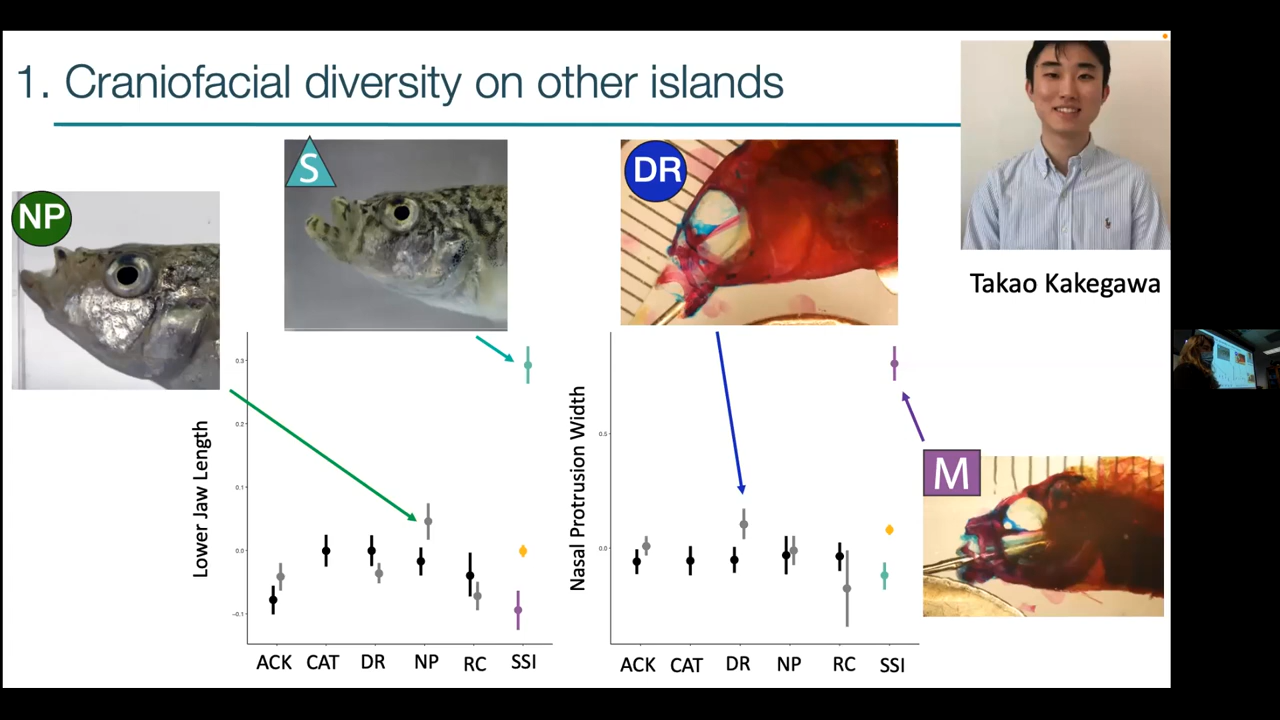 1. Craniofacial diversity on other islands
NP
S
DR
Takao Kakegawa
M
Lower Jaw Length
0.3
0.2
0.1
0.0
−0.1
ACK CAT DR NP RC SSI
Nasal Protrusion Width
0.5
0.0
ACK CAT DR NP RC SSI